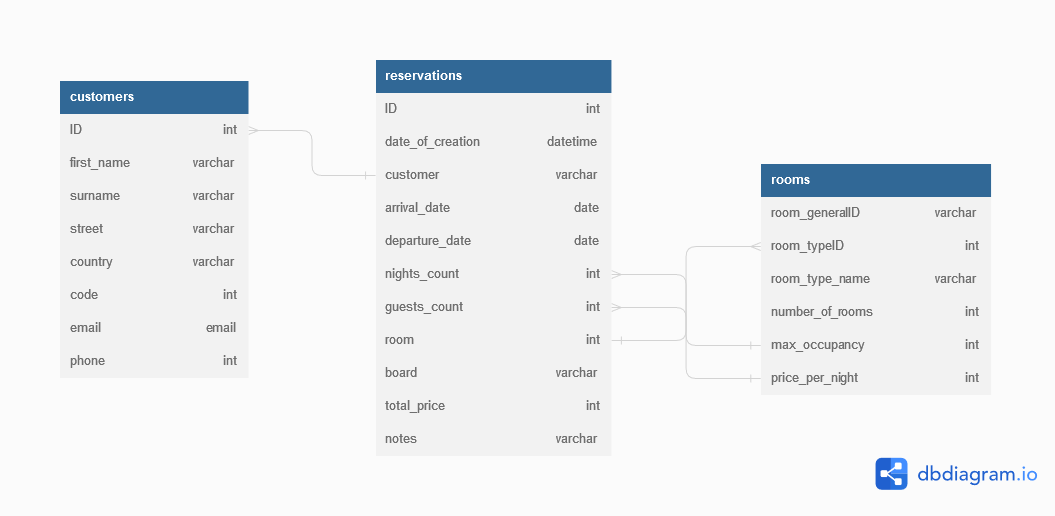 customers
ID int
first_name varchar
surname varchar
street varchar
country varchar
code int
email email
phone int
reservations
ID int
date_of_creation datetime
customer varchar
arrival_date date
departure_date date
nights_count int
guests_count int
room int
board varchar
total_price int
notes varchar
rooms
room_generalID varchar
room_typeID int
room_type_name varchar
number_of_rooms int
max_occupancy int
price_per_night int
dbdiagram.io